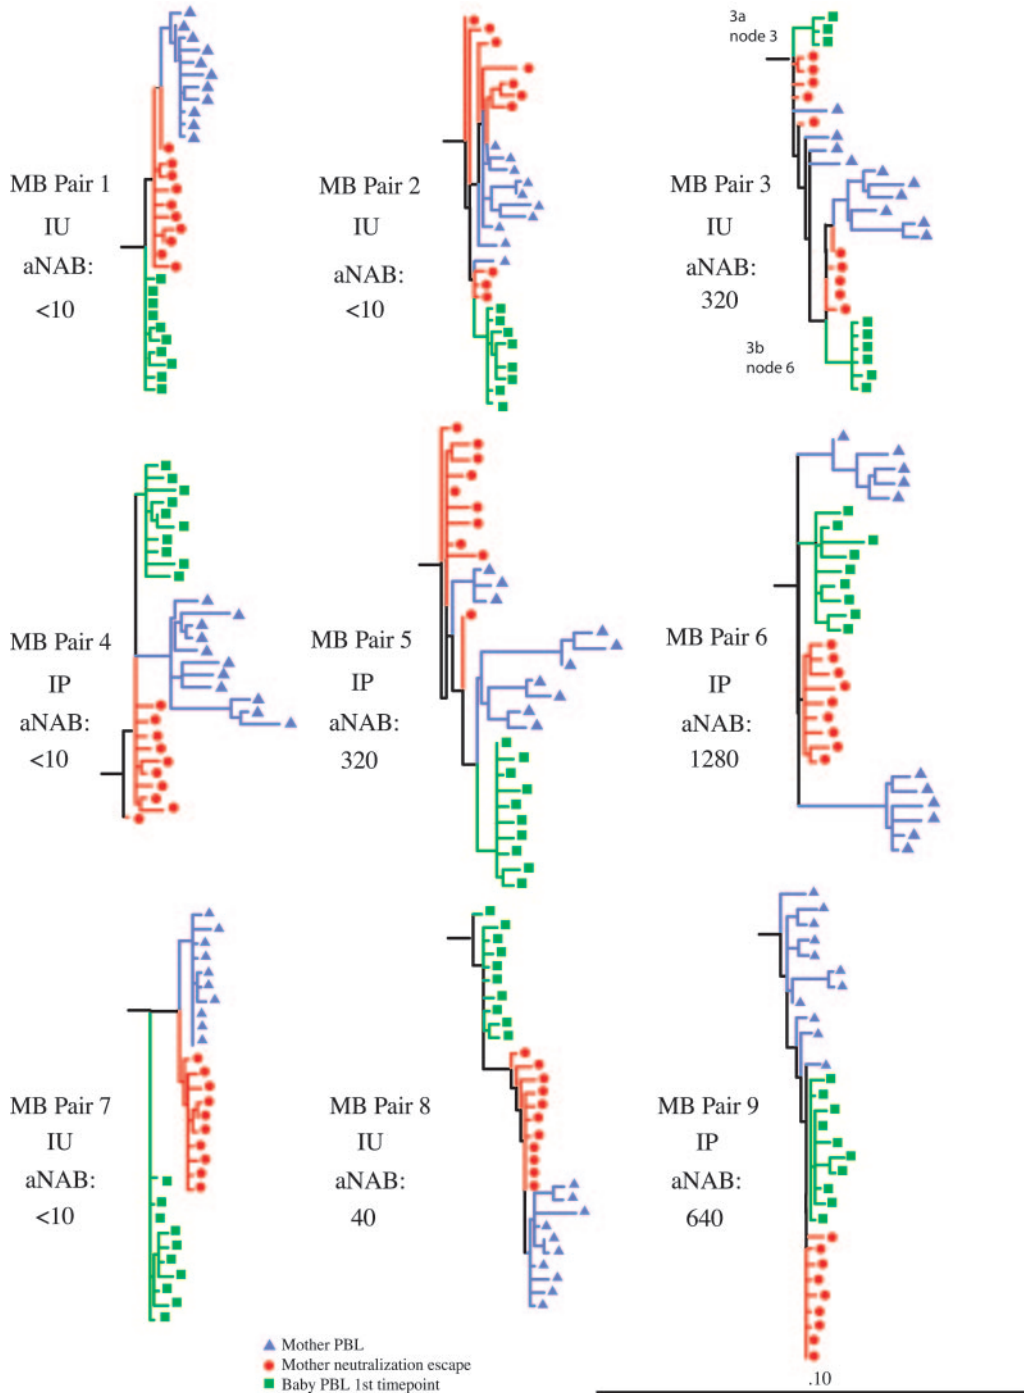 3a
node 3
MB Pair 1
IU
aNAB:
<10
MB Pair 2
IU
aNAB:
<10
MB Pair 3
IU
aNAB:
320
3b
node 6
MB Pair 4
IP
aNAB:
<10
MB Pair 5
IP
aNAB:
320
MB Pair 6
IP
aNAB:
1280
MB Pair 7
IU
aNAB:
<10
MB Pair 8
IU
aNAB:
40
MB Pair 9
IP
aNAB:
640
Mother PBL
Mother neutralization escape
Baby PBL 1st timepoint
.10